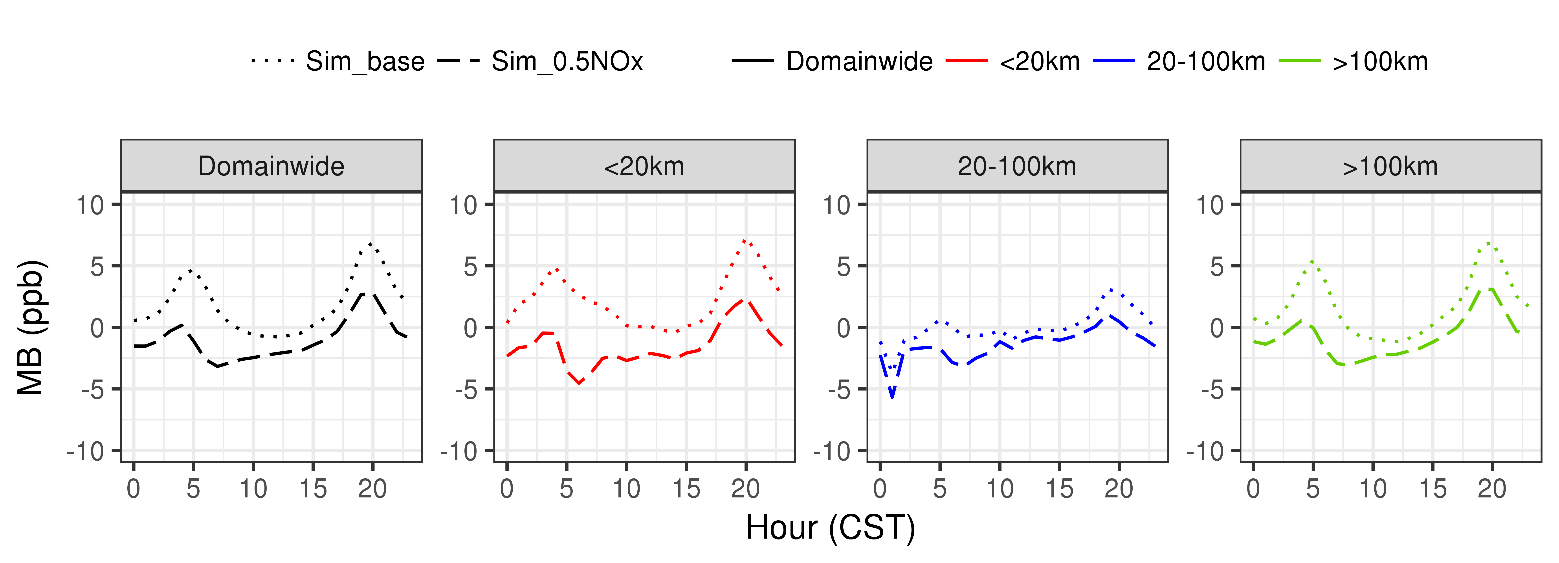 Sim_base Sim_0.5NOx Domainwide <20km 20-100km >100km
Domainwide <20km 20-100km >100km
MB (ppb)
10 10 10 10
5 5 5 5
0 0 0 0
-5 -5 -5 -5
-10 -10 -10 -10
0 5 10 15 20 0 5 10 15 20 0 5 10 15 20 0 5 10 15 20
Hour (CST)